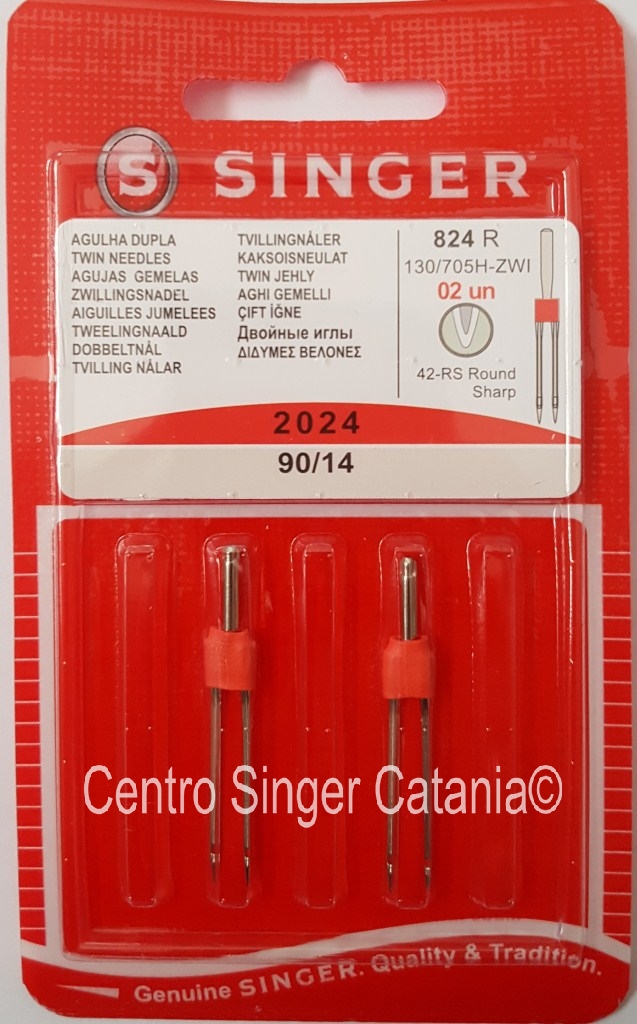 S SINGER
AGULHA DUPLA
TWIN NEEDLES
AGUJAS GEMELAS
ZWILLINGSNADEL
AIGUILLES JUMELEES
TWEELINGNAALD
DOBBELTNÅL
TVILLING NÅLAR
TVILLINGNÅLER
KAKSOISNEULAT
TWIN JEHLY
AGHI GEMELLI
ÇIFT İĞNE
Двойные иглы
ΔΙΔΥΜΕΣ ΒΕΛΟΝΕΣ
824 R
130/705H-ZWI
02 un
42-RS Round
Sharp
2024
90/14
Centro Singer Catania©
Genuine SINGER. Quality & Tradition.